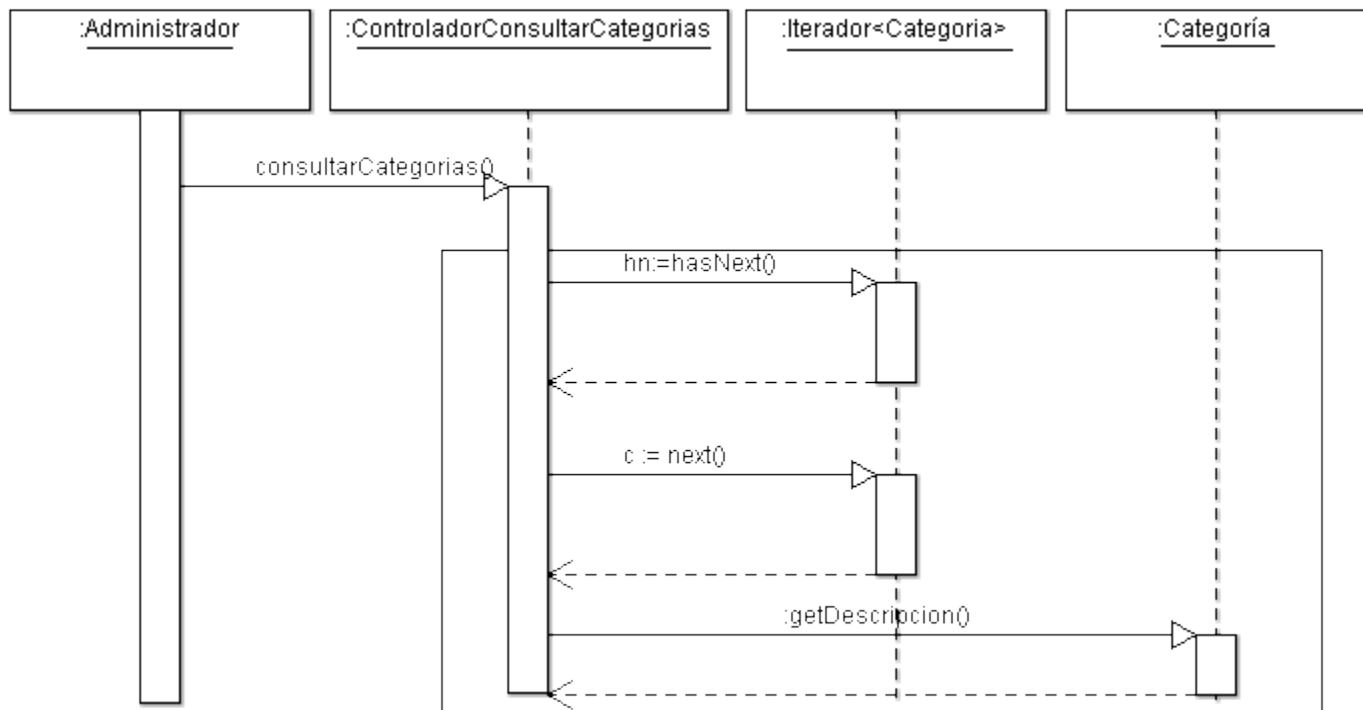 :Administrador
:ControladorConsultarCategorias
:Iterador<Categoria>
:Categoría
consultarCategorias()
hn:=hasNext()
c := next()
:getDescripcion()